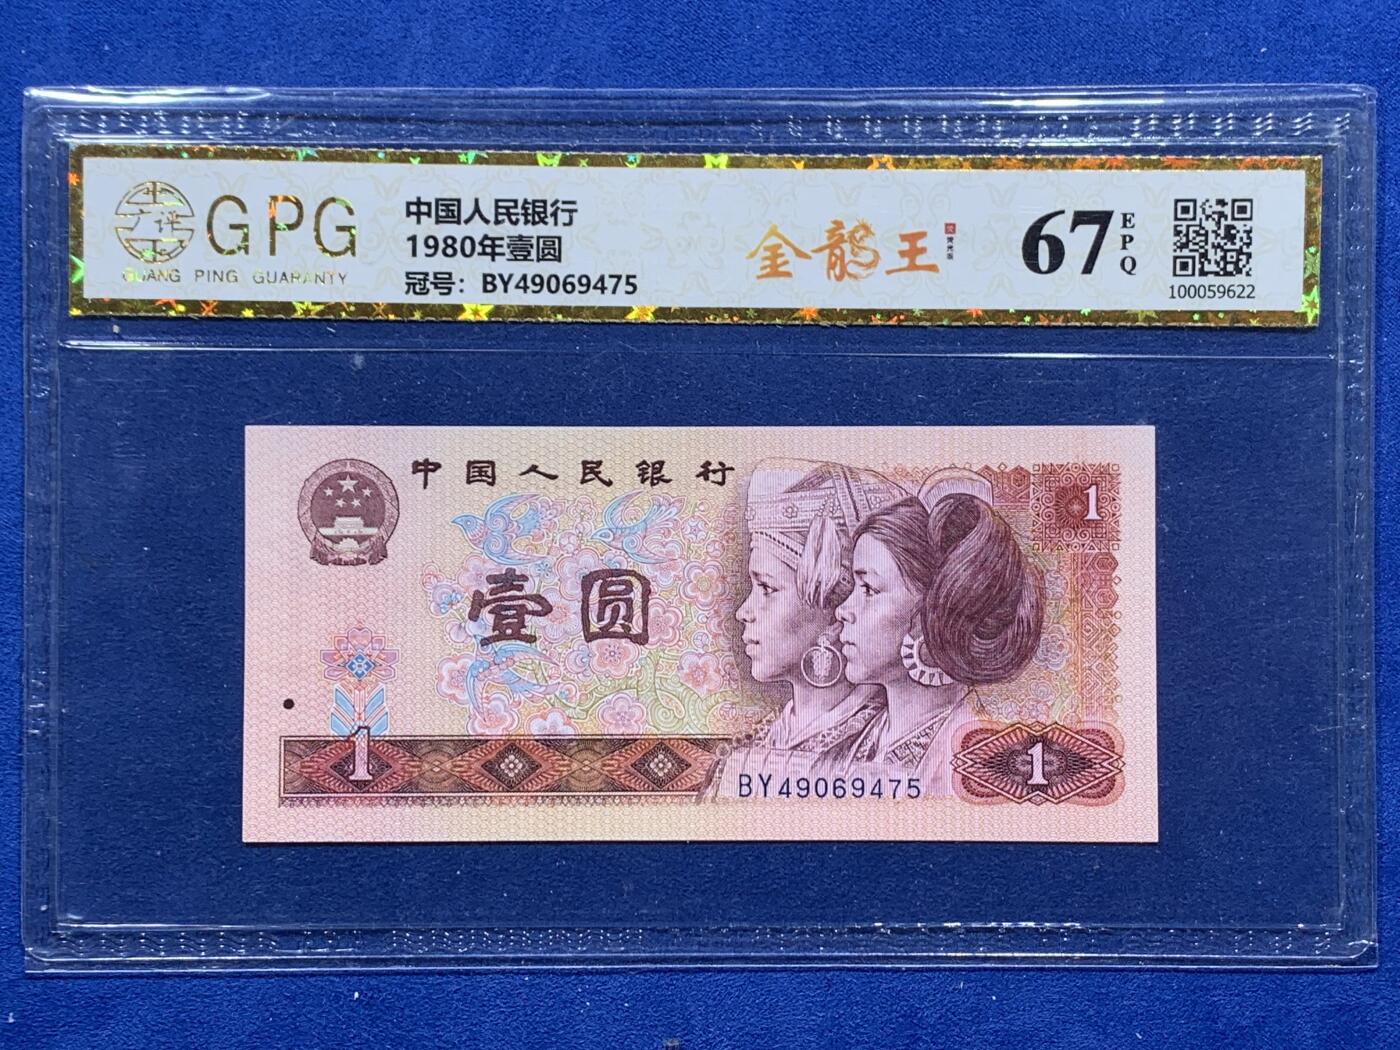 广评
GPG
GUANG PING GUARANTY
中国人民银行
1980年壹圆
冠号：BY49069475
金龍王
67
EPQ
100059622
中国人民银行
1
壹圆
1
1
BY49069475